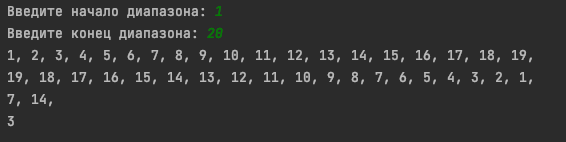 Введите начало диапазона: 1
Введите конец диапазона: 20
1, 2, 3, 4, 5, 6, 7, 8, 9, 10, 11, 12, 13, 14, 15, 16, 17, 18, 19,
19, 18, 17, 16, 15, 14, 13, 12, 11, 10, 9, 8, 7, 6, 5, 4, 3, 2, 1,
7, 14,
3